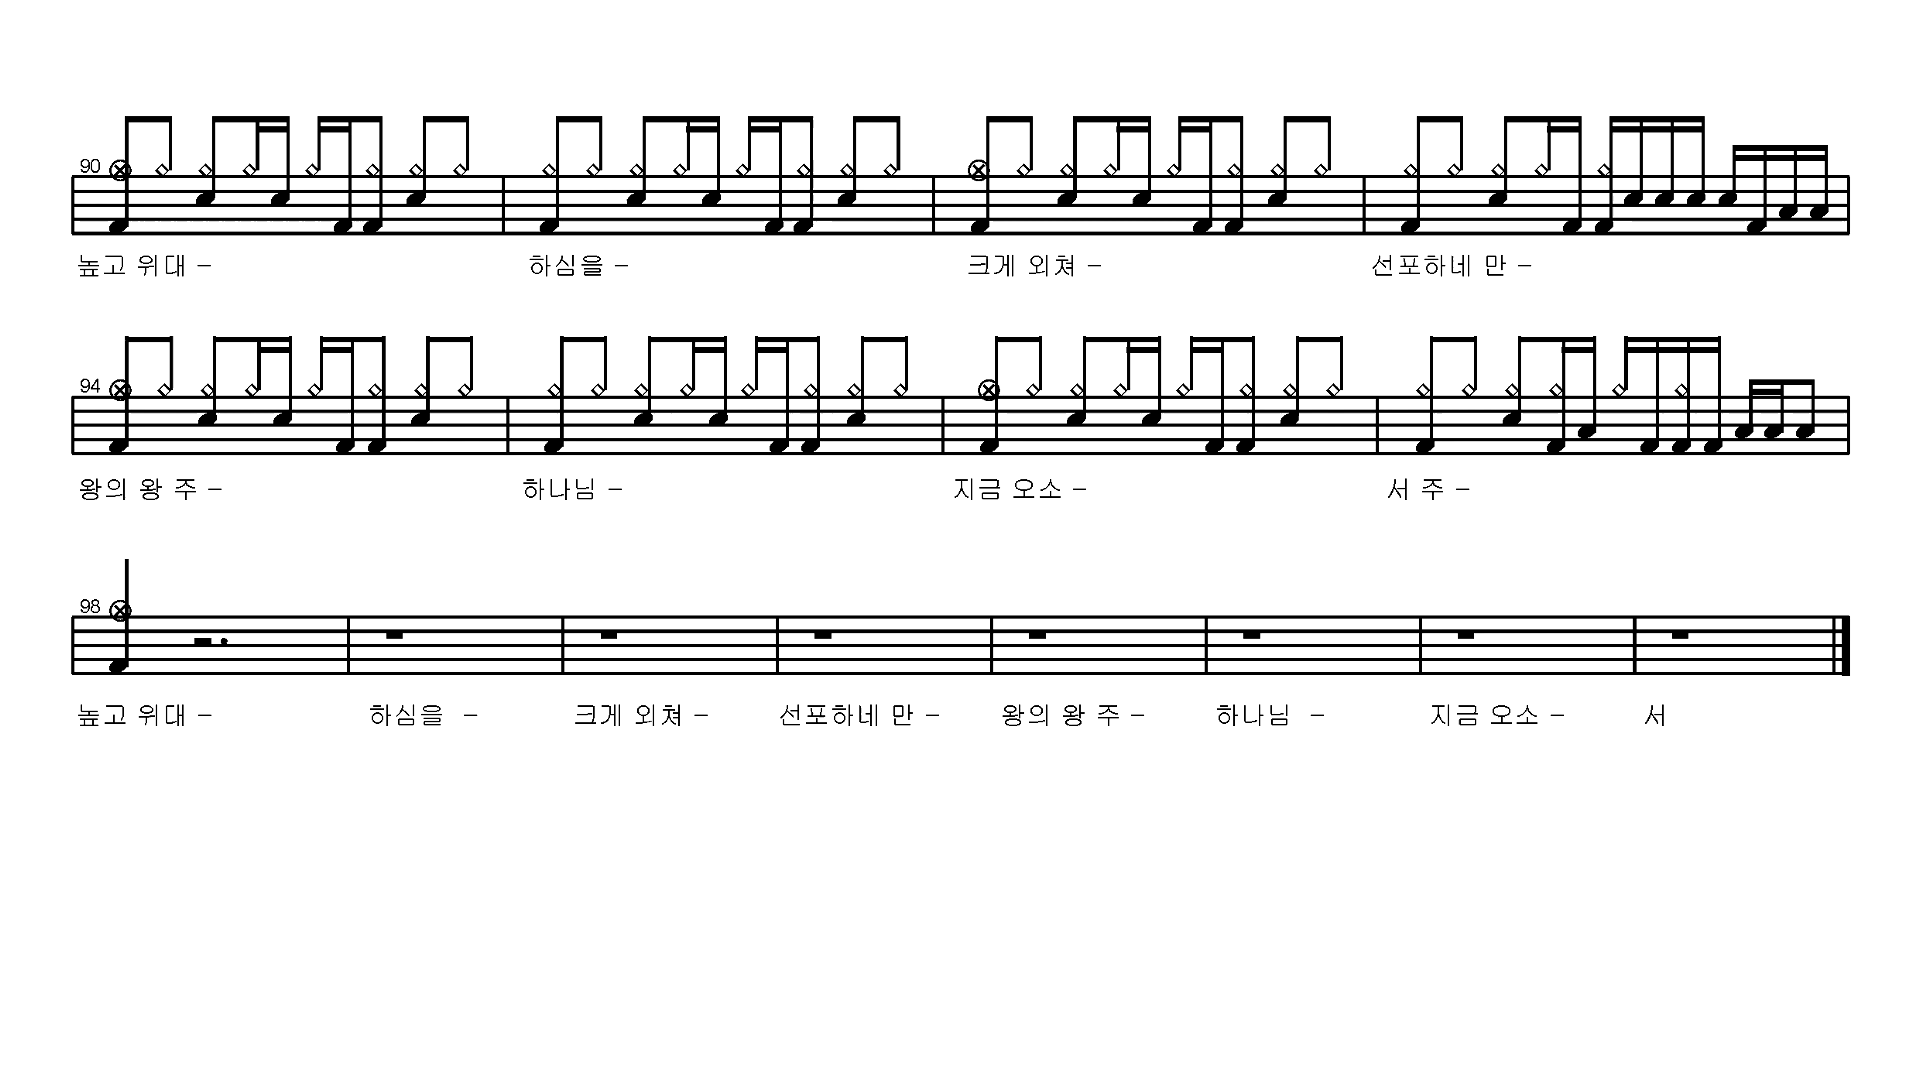 90
높고 위대 – 하심을 – 크게 외쳐 – 선포하네 만 –
94
왕의 왕 주 – 하나님 – 지금 오소 – 서 주 –
98
높고 위대 – 하심을 – 크게 외쳐 – 선포하네 만 – 왕의 왕 주 – 하나님 – 지금 오소 – 서